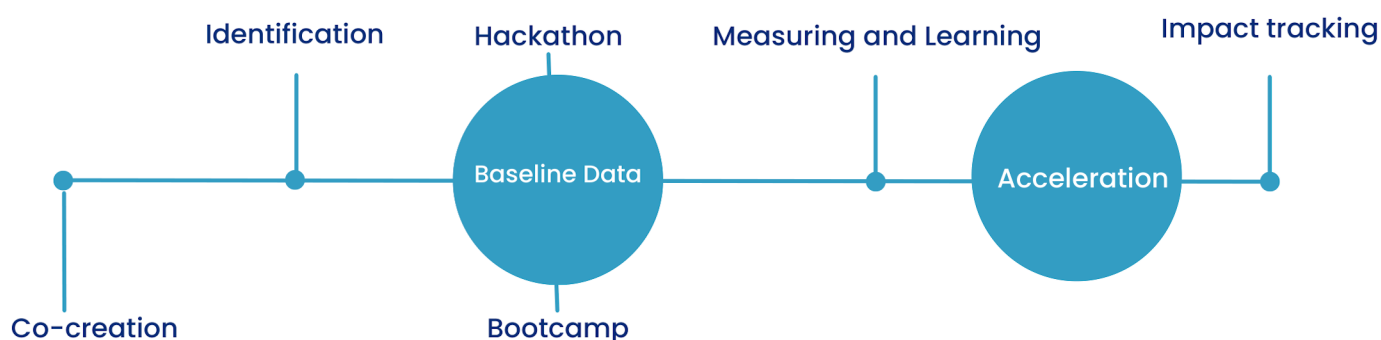 Identification
Hackathon
Measuring and Learning
Impact tracking
Baseline Data
Acceleration
Co-creation
Bootcamp